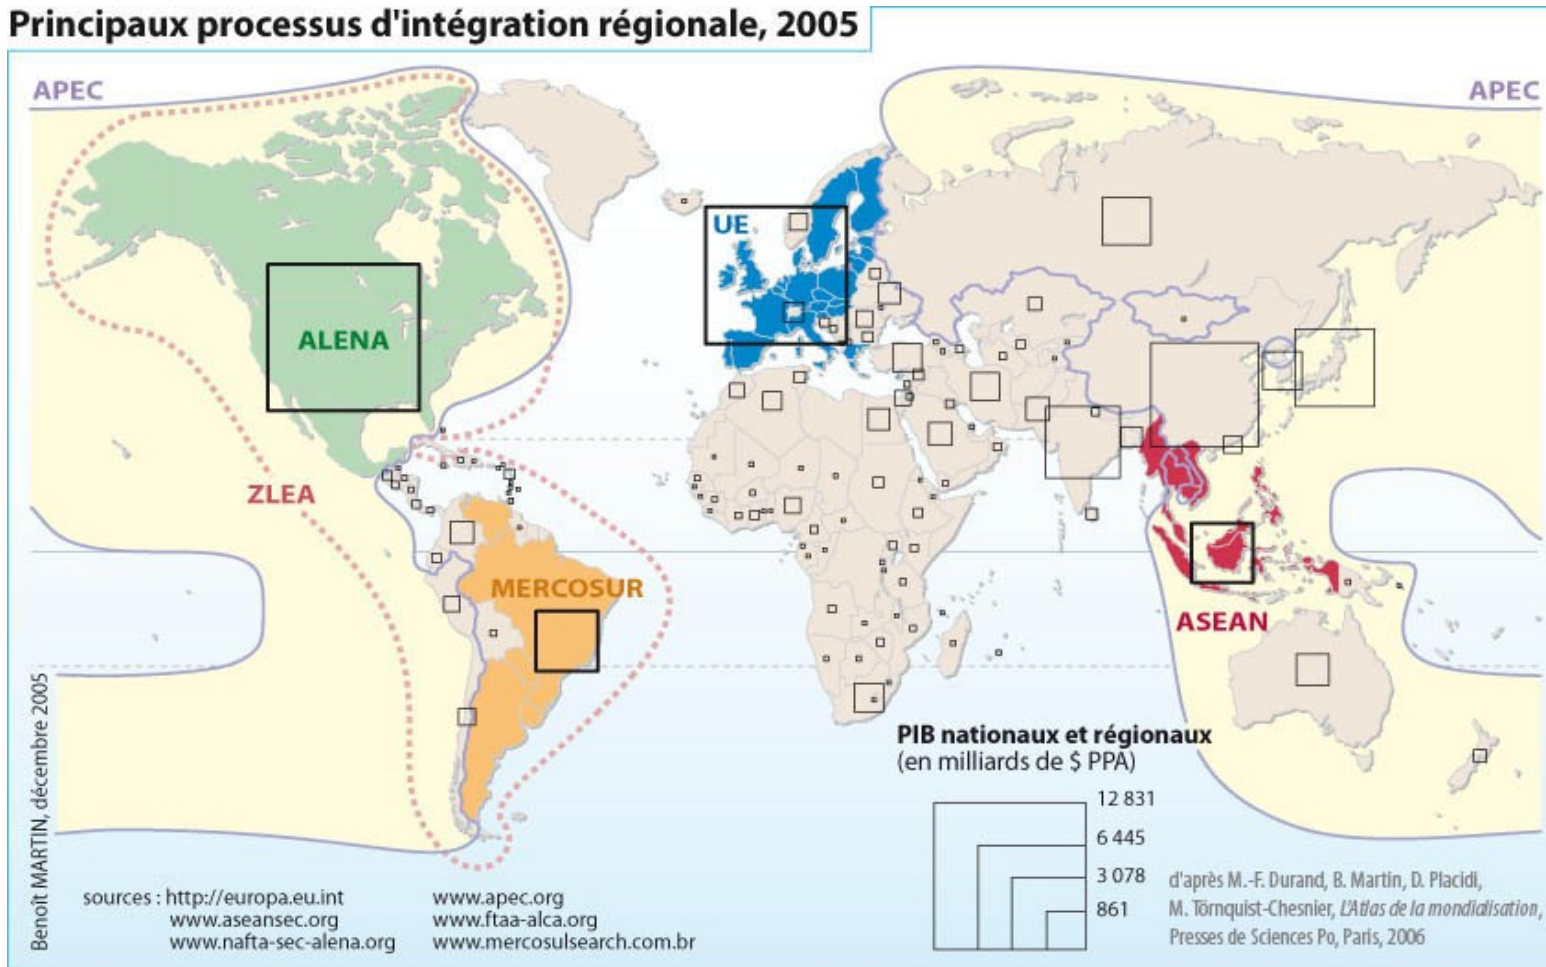 Principaux processus d'intégration régionale, 2005
APEC
APEC
UE
ALENA
ZLEA
MERCOSUR
ASEAN
PIB nationaux et régionaux
(en milliards de $ PPA)
12 831
6 445
3 078
861
Benoît MARTIN, décembre 2005
sources : http://europa.eu.int
www.aseansec.org
www.nafta-sec-alena.org
www.apec.org
www.ftaa-alca.org
www.mercosulsearch.com.br
d'après M.-F. Durand, B. Martin, D. Placidi,
M. Törnquist-Chesnier, L'Atlas de la mondialisation,
Presses de Sciences Po, Paris, 2006